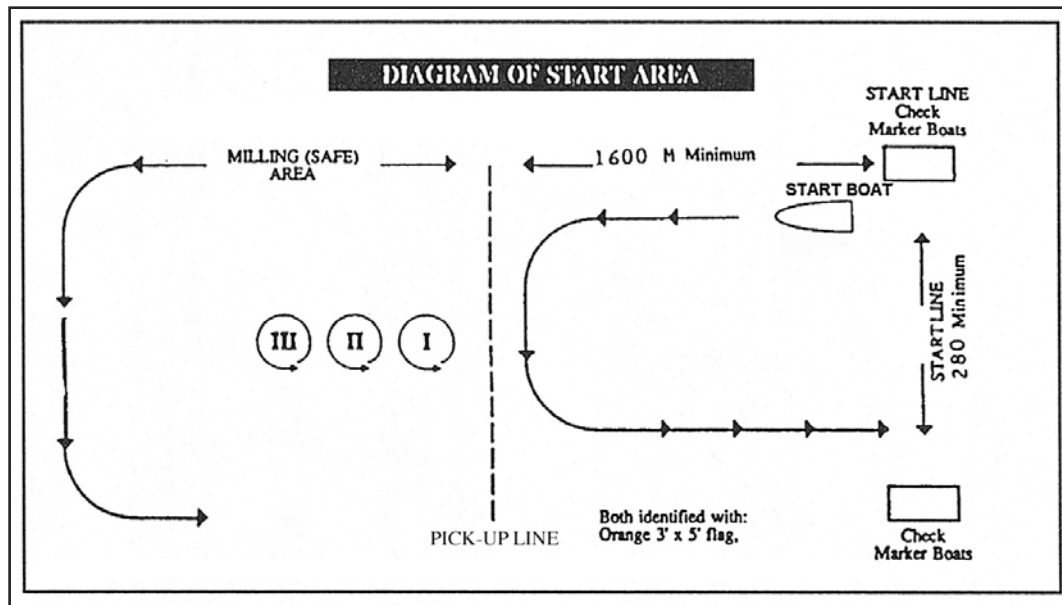 DIAGRAM OF START AREA
START LINE
Check
Marker Boats
MILLING (SAFE)
AREA
1600 M Minimum
START BOAT
START LINE
280 Minimum
III II I
PICK-UP LINE
Both identified with:
Orange 3' x 5' flag.
Check
Marker Boats